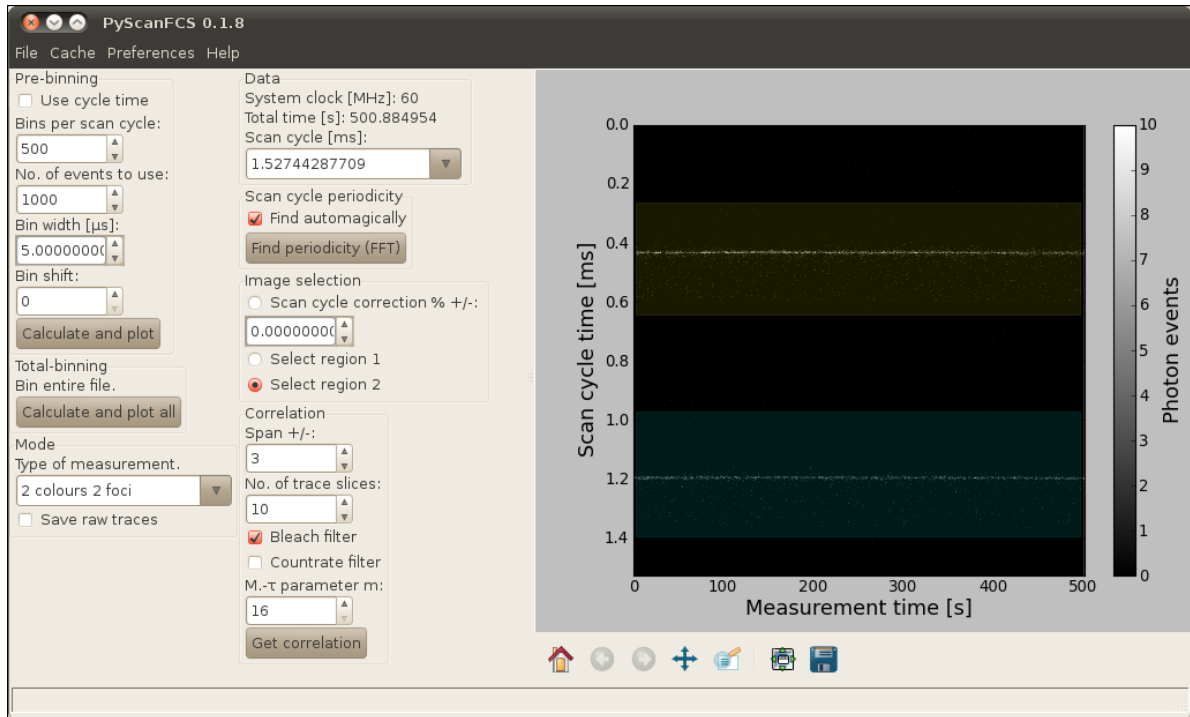 PyScanFCS 0.1.8
File Cache Preferences Help
Pre-binning
Use cycle time
Bins per scan cycle:
500
No. of events to use:
1000
Bin width [µs]:
5.00000000
Bin shift:
0
Calculate and plot
Total-binning
Bin entire file.
Calculate and plot all
Mode
Type of measurement.
2 colours 2 foci
Save raw traces
Data
System clock [MHz]: 60
Total time [s]: 500.884954
Scan cycle [ms]:
1.52744287709
Scan cycle periodicity
Find automagically
Find periodicity (FFT)
Image selection
Scan cycle correction % +/-:
0.00000000
Select region 1
Select region 2
Correlation
Span +/-:
3
No. of trace slices:
10
Bleach filter
Countrate filter
M.-τ parameter m:
16
Get correlation
Scan cycle time [ms]
0.0
0.2
0.4
0.6
0.8
1.0
1.2
1.4
0 100 200 300 400 500
Measurement time [s]
10
9
8
7
6
5
4
3
2
1
0
Photon events